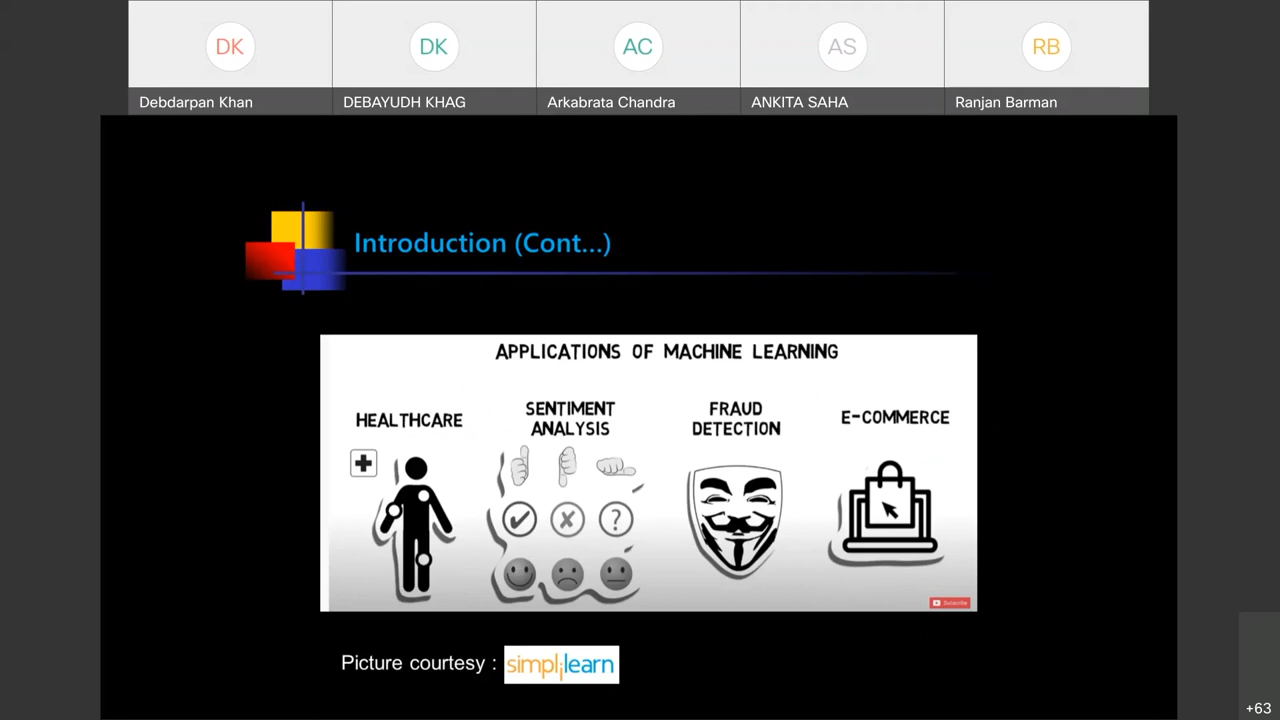 DK
DK
AC
AS
RB
Debdarpan Khan
DEBAYUDH KHAG
Arkabrata Chandra
ANKITA SAHA
Ranjan Barman
Introduction (Cont...)
APPLICATIONS OF MACHINE LEARNING
HEALTHCARE
SENTIMENT
ANALYSIS
FRAUD
DETECTION
E-COMMERCE
?
Subscribe
Picture courtesy : simplilearn
+63